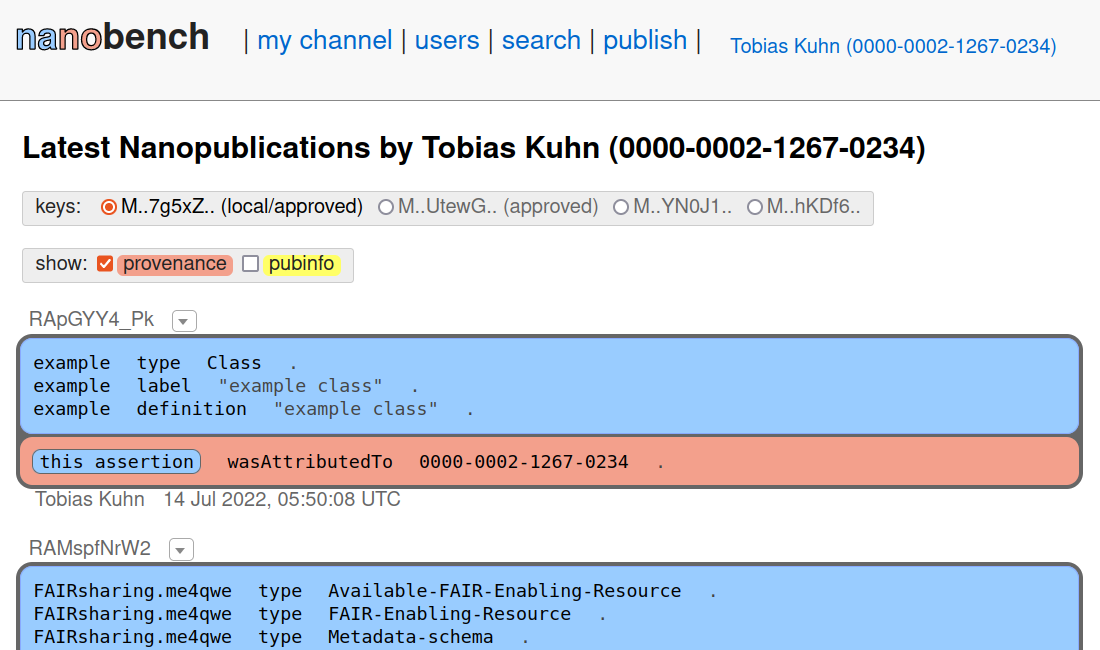 nanobench | my channel | users | search | publish | Tobias Kuhn (0000-0002-1267-0234)
Latest Nanopublications by Tobias Kuhn (0000-0002-1267-0234)
keys: M..7g5xZ.. (local/approved) M..UtewG.. (approved) M..YN0J1.. M..hKDf6..
show: provenance pubinfo
RApGYY4_Pk
example type Class .
example label "example class" .
example definition "example class" .
this assertion wasAttributedTo 0000-0002-1267-0234 .
Tobias Kuhn 14 Jul 2022, 05:50:08 UTC
RAMspfNrW2
FAIRsharing.me4qwe type Available-FAIR-Enabling-Resource .
FAIRsharing.me4qwe type FAIR-Enabling-Resource .
FAIRsharing.me4qwe type Metadata-schema .